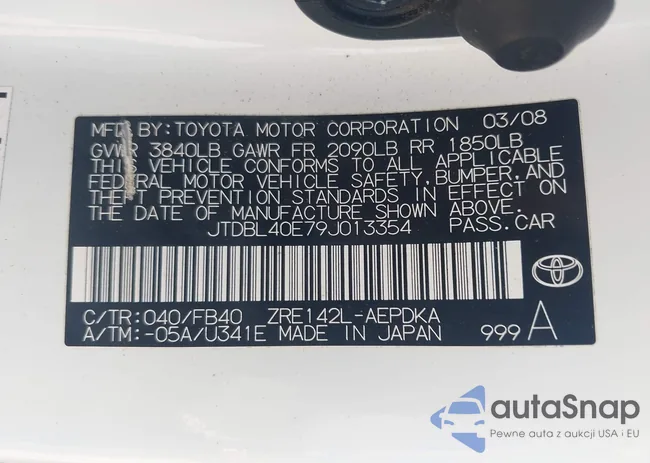 MFD BY: TOYOTA MOTOR CORPORATION 03/08
GVWR 3840LB GAWR FR 2090LB RR 1850LB
THIS VEHICLE CONFORMS TO ALL APPLICABLE
FEDERAL MOTOR VEHICLE SAFETY, BUMPER, AND
THEFT PREVENTION STANDARDS IN EFFECT ON
THE DATE OF MANUFACTURE SHOWN ABOVE.
JTDBL40E79J013354 PASS.CAR
C/TR: 040/FB40 ZRE142L-AEPDKA
A/TM: -05A/U341E MADE IN JAPAN 999 A
autaSnap
Pewne auta z aukcji USA i EU